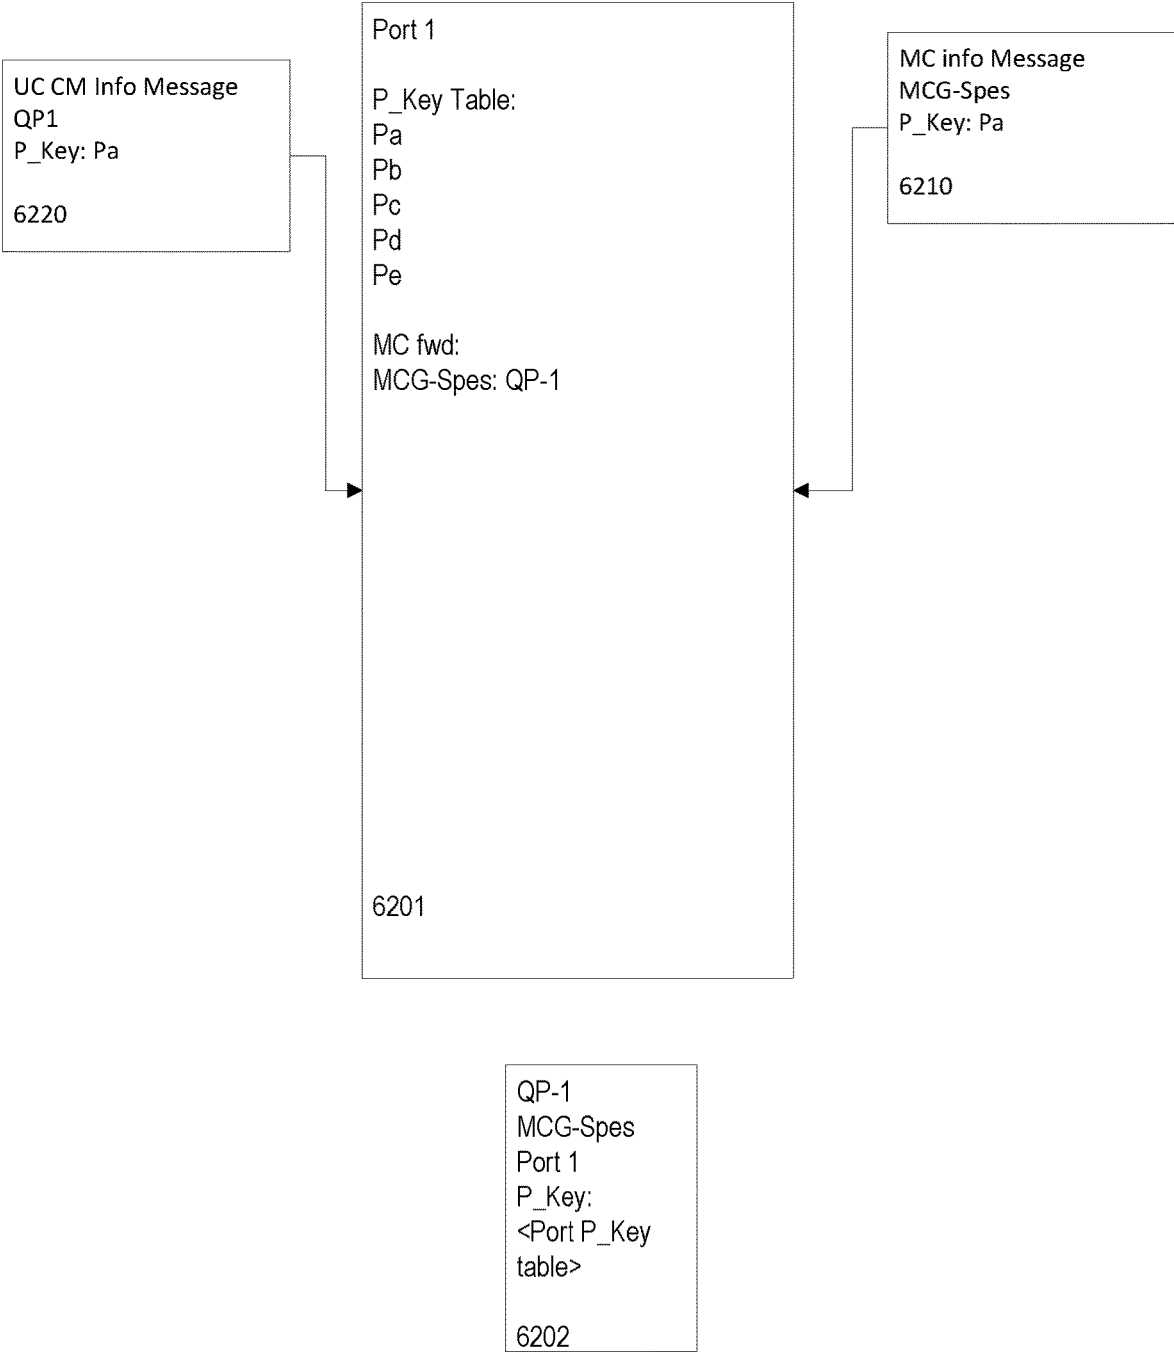 UC CM Info Message
QP1
P_Key: Pa
6220
Port 1
P_Key Table:
Pa
Pb
Pc
Pd
Pe
MC fwd:
MCG-Spes: QP-1
6201
MC info Message
MCG-Spes
P_Key: Pa
6210
QP-1
MCG-Spes
Port 1
P_Key:
<Port P_Key
table>
6202